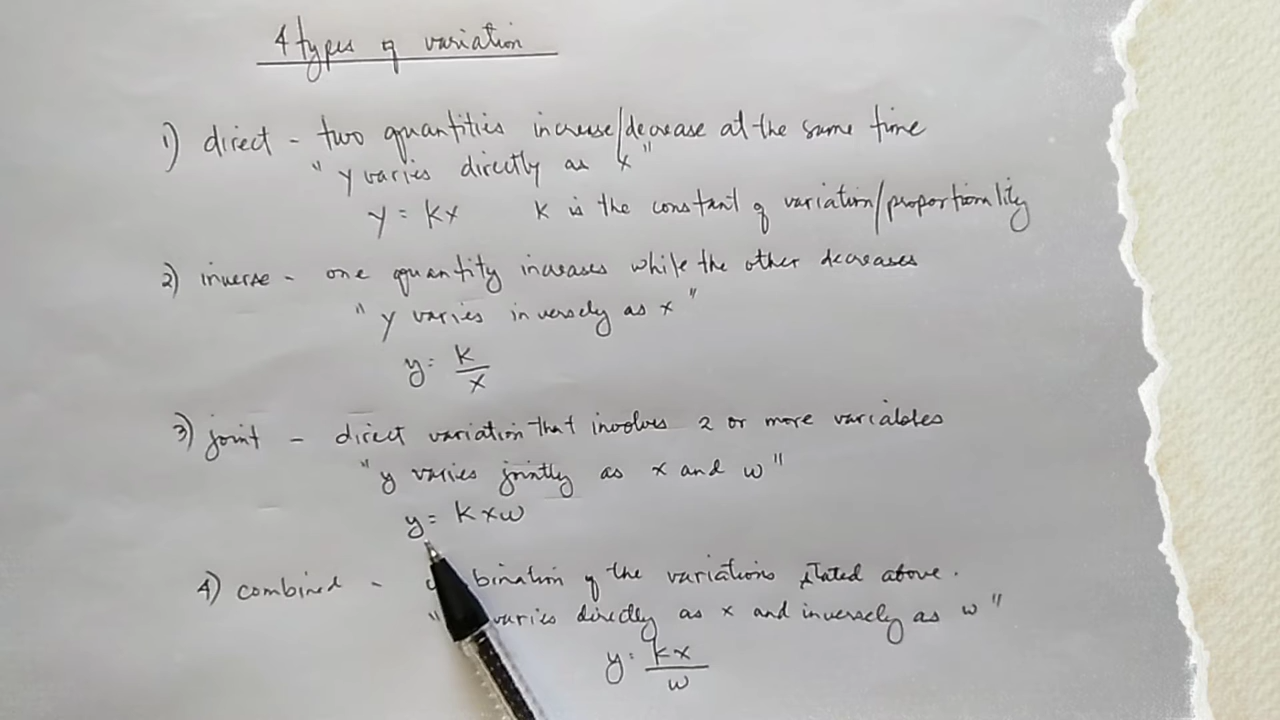 4 types of variation
1) direct - two quantities increase/decrease at the same time
"y varies directly as x"
y = kx k is the constant of variation/proportionality
2) inverse - one quantity increases while the other decreases
"y varies inversely as x"
y = k/x
3) joint - direct variation that involves 2 or more variables
"y varies jointly as x and w"
y = kxw
4) combined - of the variations stated above.
" varies directly as x and inversely as w"
y = kx/w